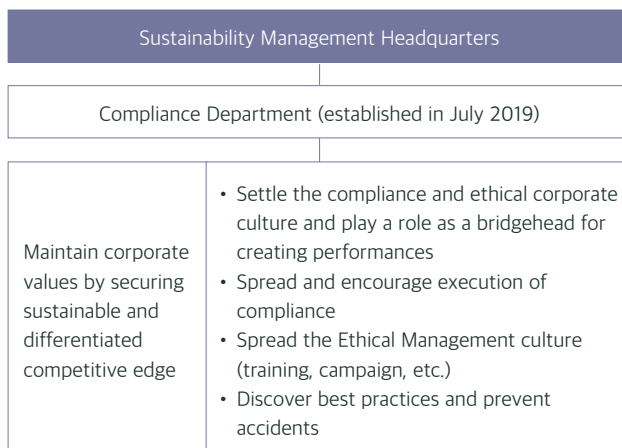 Sustainability Management Headquarters
Compliance Department (established in July 2019)
Maintain corporate
values by securing
sustainable and
differentiated
competitive edge
• Settle the compliance and ethical corporate
culture and play a role as a bridgehead for
creating performances
• Spread and encourage execution of
compliance
• Spread the Ethical Management culture
(training, campaign, etc.)
• Discover best practices and prevent
accidents